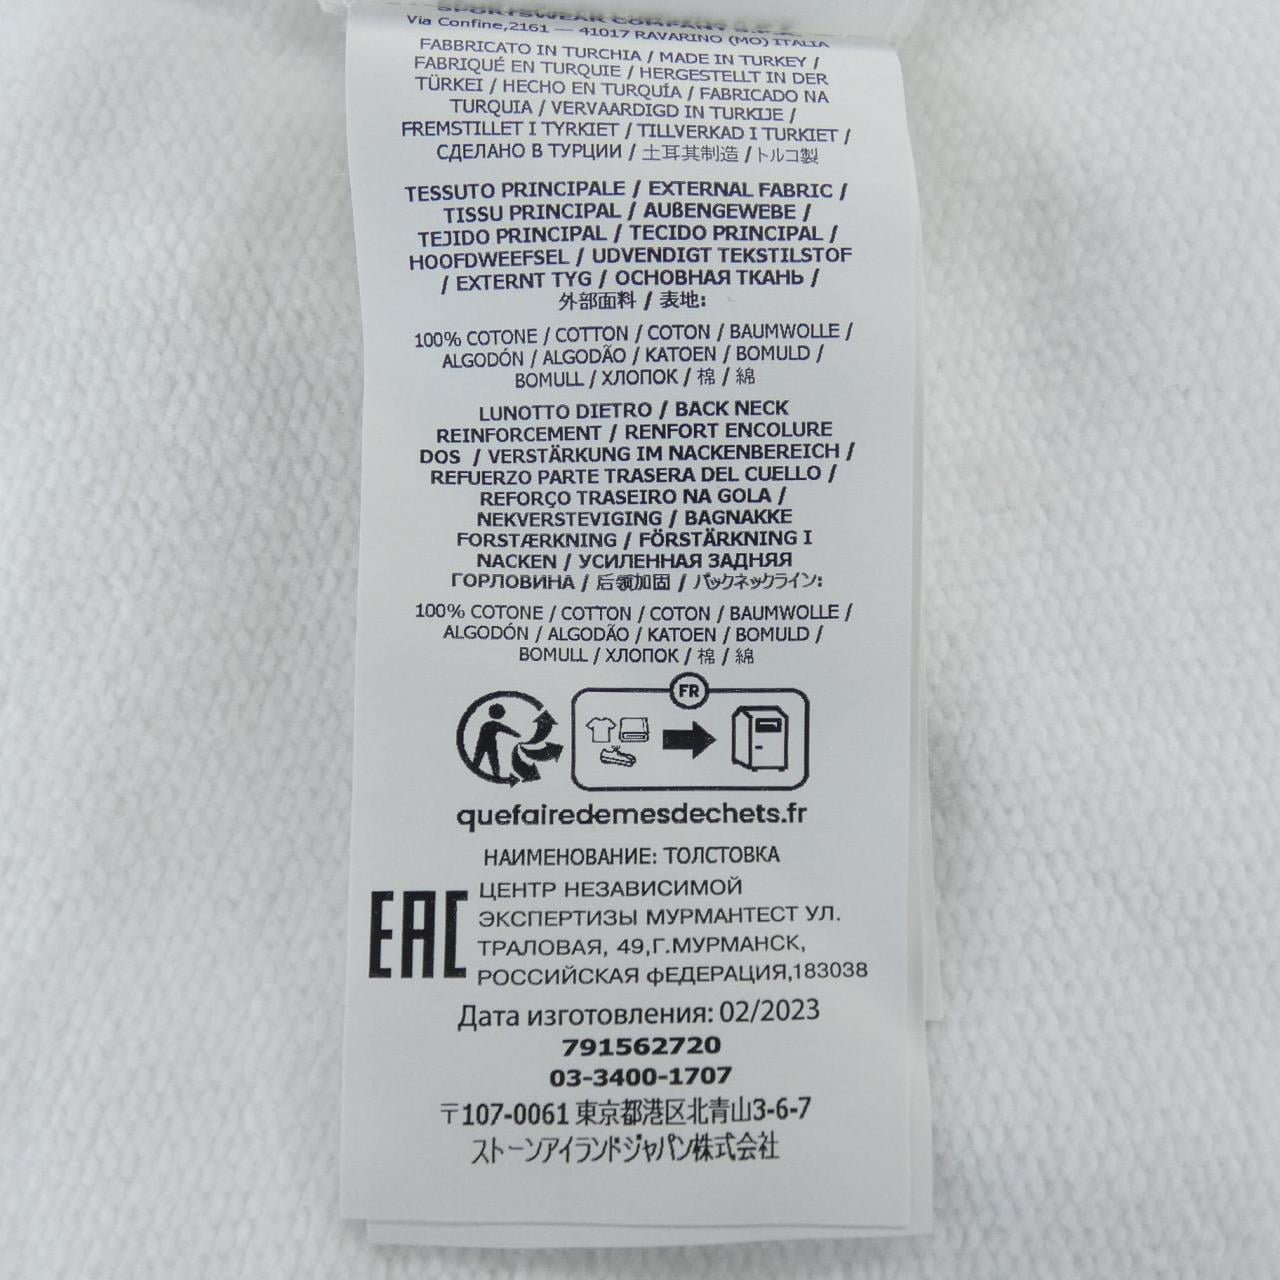 SPORTSWEAR COMPANY S.P.A.
Via Confine,2161 — 41017 RAVARINO (MO) ITALIA
FABBRICATO IN TURCHIA / MADE IN TURKEY /
FABRIQUÉ EN TURQUIE / HERGESTELLT IN DER
TÜRKEI / HECHO EN TURQUÍA / FABRICADO NA
TURQUIA / VERVAARDIGD IN TURKIJE /
FREMSTILLET I TYRKIET / TILLVERKAD I TURKIET /
СДЕЛАНО В ТУРЦИИ / 土耳其制造 / トルコ製
TESSUTO PRINCIPALE / EXTERNAL FABRIC /
TISSU PRINCIPAL / AUßENGEWEBE /
TEJIDO PRINCIPAL / TECIDO PRINCIPAL /
HOOFDWEEFSEL / UDVENDIGT TEKSTILSTOF
/ EXTERNT TYG / ОСНОВНАЯ ТКАНЬ /
外部面料 / 表地:
100% COTONE / COTTON / COTON / BAUMWOLLE /
ALGODÓN / ALGODÃO / KATOEN / BOMULD /
BOMULL / ХЛОПОК / 棉 / 綿
LUNOTTO DIETRO / BACK NECK
REINFORCEMENT / RENFORT ENCOLURE
DOS / VERSTÄRKUNG IM NACKENBEREICH /
REFUERZO PARTE TRASERA DEL CUELLO /
REFORÇO TRASEIRO NA GOLA /
NEKVERSTEVIGING / BAGNAKKE
FORSTÆRKNING / FÖRSTÄRKNING I
NACKEN / УСИЛЕННАЯ ЗАДНЯЯ
ГОРЛОВИНА / 后领加固 / バックネックライン:
100% COTONE / COTTON / COTON / BAUMWOLLE /
ALGODÓN / ALGODÃO / KATOEN / BOMULD /
BOMULL / ХЛОПОК / 棉 / 綿
FR
quefairedemesdechets.fr
НАИМЕНОВАНИЕ: ТОЛСТОВКА
EAC
ЦЕНТР НЕЗАВИСИМОЙ
ЭКСПЕРТИЗЫ МУРМАНТЕСТ УЛ.
ТРАЛОВАЯ, 49,Г.МУРМАНСК,
РОССИЙСКАЯ ФЕДЕРАЦИЯ,183038
Дата изготовления: 02/2023
791562720
03-3400-1707
〒107-0061 東京都港区北青山3-6-7
ストーンアイランドジャパン株式会社